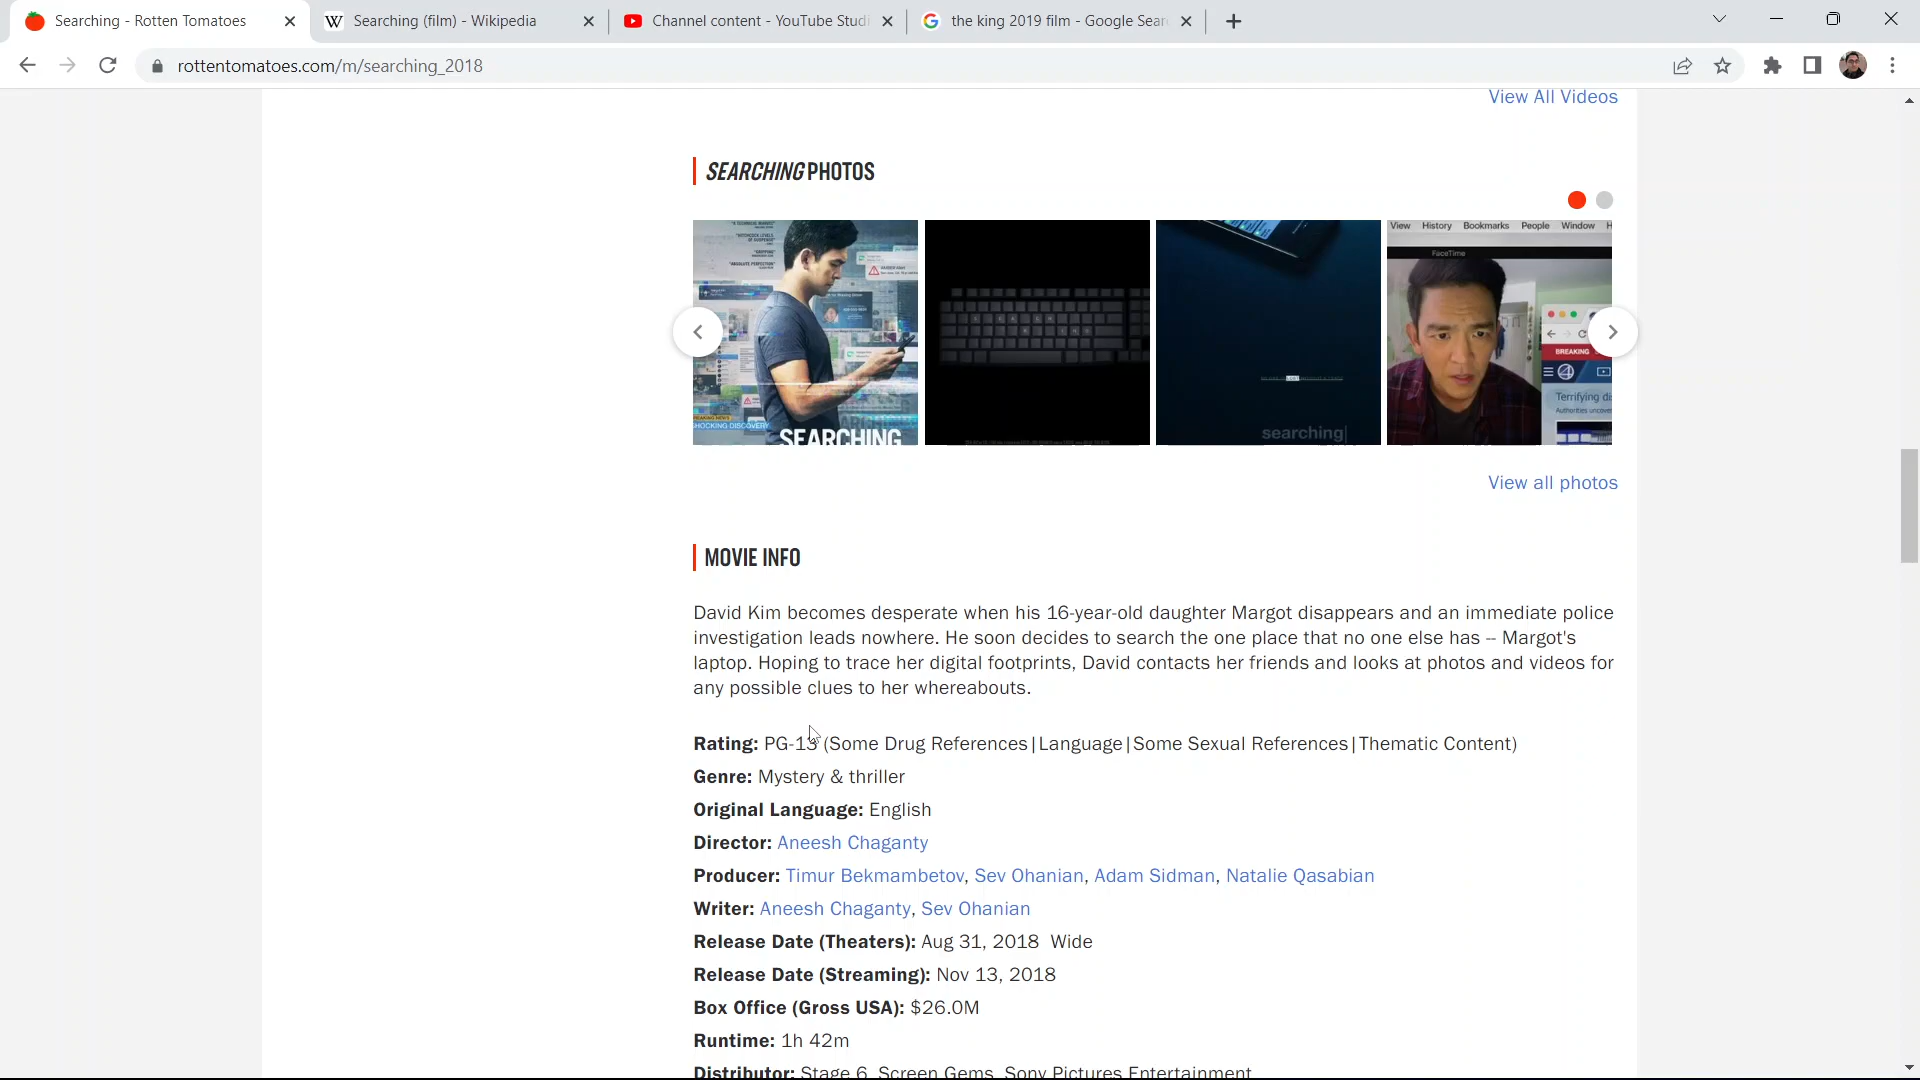 Searching - Rotten Tomatoes
Searching (film) - Wikipedia
Channel content - YouTube Studi
the king 2019 film - Google Sear
rottentomatoes.com/m/searching_2018
View All Videos
SEARCHING PHOTOS
SEARCHING
searching
View History Bookmarks People Window H
FaceTime
BREAKING
4
Terrifying di
Authorities uncove
View all photos
MOVIE INFO
David Kim becomes desperate when his 16-year-old daughter Margot disappears and an immediate police
investigation leads nowhere. He soon decides to search the one place that no one else has -- Margot's
laptop. Hoping to trace her digital footprints, David contacts her friends and looks at photos and videos for
any possible clues to her whereabouts.
Rating: PG-13 (Some Drug References|Language|Some Sexual References|Thematic Content)
Genre: Mystery & thriller
Original Language: English
Director: Aneesh Chaganty
Producer: Timur Bekmambetov, Sev Ohanian, Adam Sidman, Natalie Qasabian
Writer: Aneesh Chaganty, Sev Ohanian
Release Date (Theaters): Aug 31, 2018 Wide
Release Date (Streaming): Nov 13, 2018
Box Office (Gross USA): $26.0M
Runtime: 1h 42m
Distributor: Stage 6, Screen Gems, Sony Pictures Entertainment